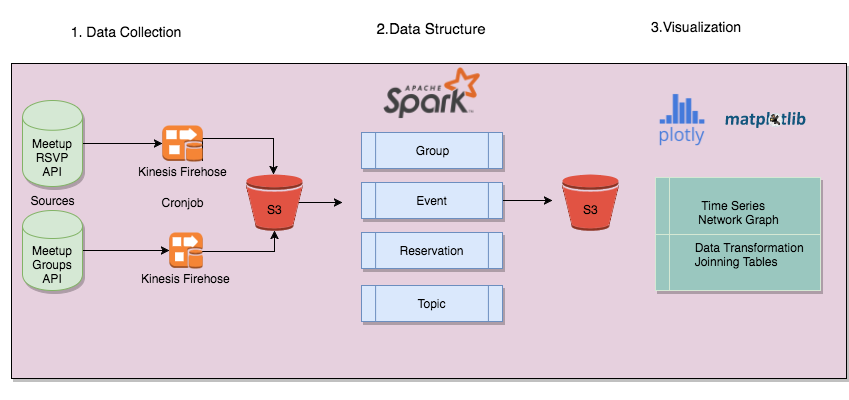 1. Data Collection
2.Data Structure
3.Visualization
APACHE
Spark
TM
plotly
matplotlib
Meetup
RSVP
API
Kinesis Firehose
Sources
Cronjob
S3
Meetup
Groups
API
Kinesis Firehose
Group
Event
Reservation
Topic
S3
Time Series
Network Graph
Data Transformation
Joinning Tables